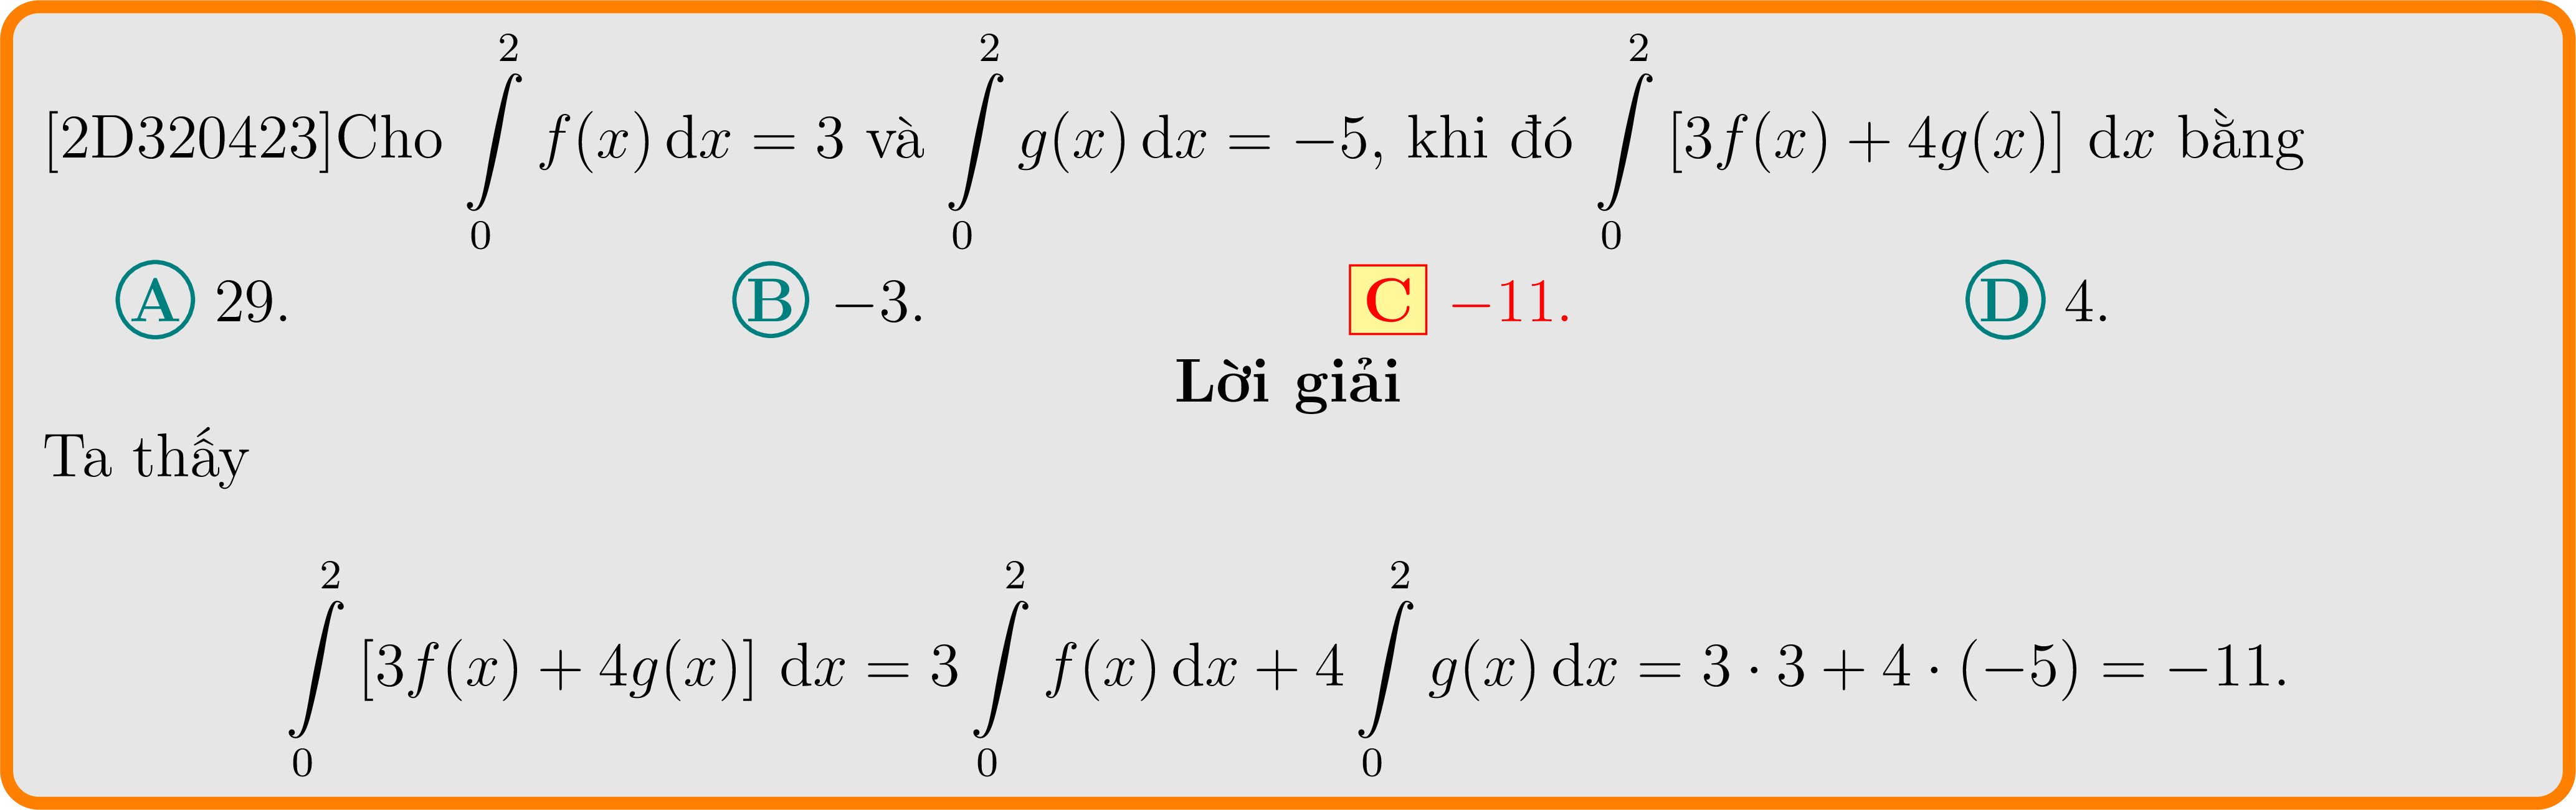 [2D320423]Cho $\int\limits_0^2 f(x)\,\mathrm{d}x = 3$ và $\int\limits_0^2 g(x)\,\mathrm{d}x = -5$, khi đó $\int\limits_0^2 [3f(x) + 4g(x)]\ \mathrm{d}x$ bằng
A 29. B −3. C −11. D 4.
Lời giải
Ta thấy
$\int\limits_0^2 [3f(x) + 4g(x)]\ \mathrm{d}x = 3\int\limits_0^2 f(x)\,\mathrm{d}x + 4\int\limits_0^2 g(x)\,\mathrm{d}x = 3 \cdot 3 + 4 \cdot (-5) = -11.$